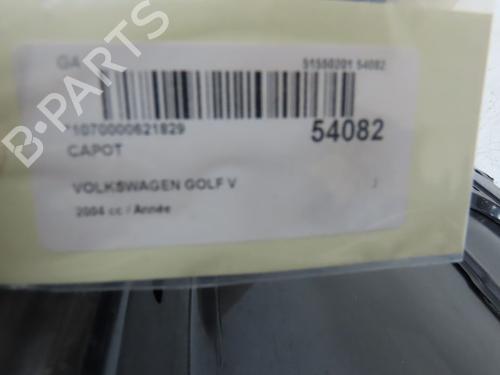 GA
51550201 54082
1070000621829
54082
CAPOT
VOLKSWAGEN GOLF V
2004 cc / Année
B-PARTS